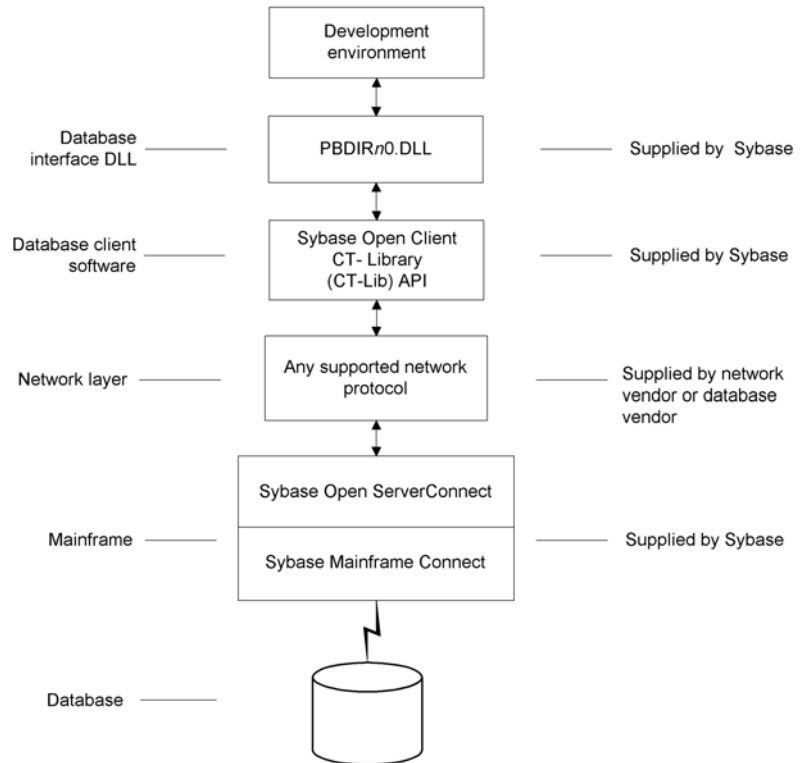 Development
environment
Database
interface DLL
PBDIRn0.DLL
Supplied by Sybase
Database client
software
Sybase Open Client
CT- Library
(CT-Lib) API
Supplied by Sybase
Network layer
Any supported network
protocol
Supplied by network
vendor or database
vendor
Sybase Open ServerConnect
Mainframe
Sybase Mainframe Connect
Supplied by Sybase
Database